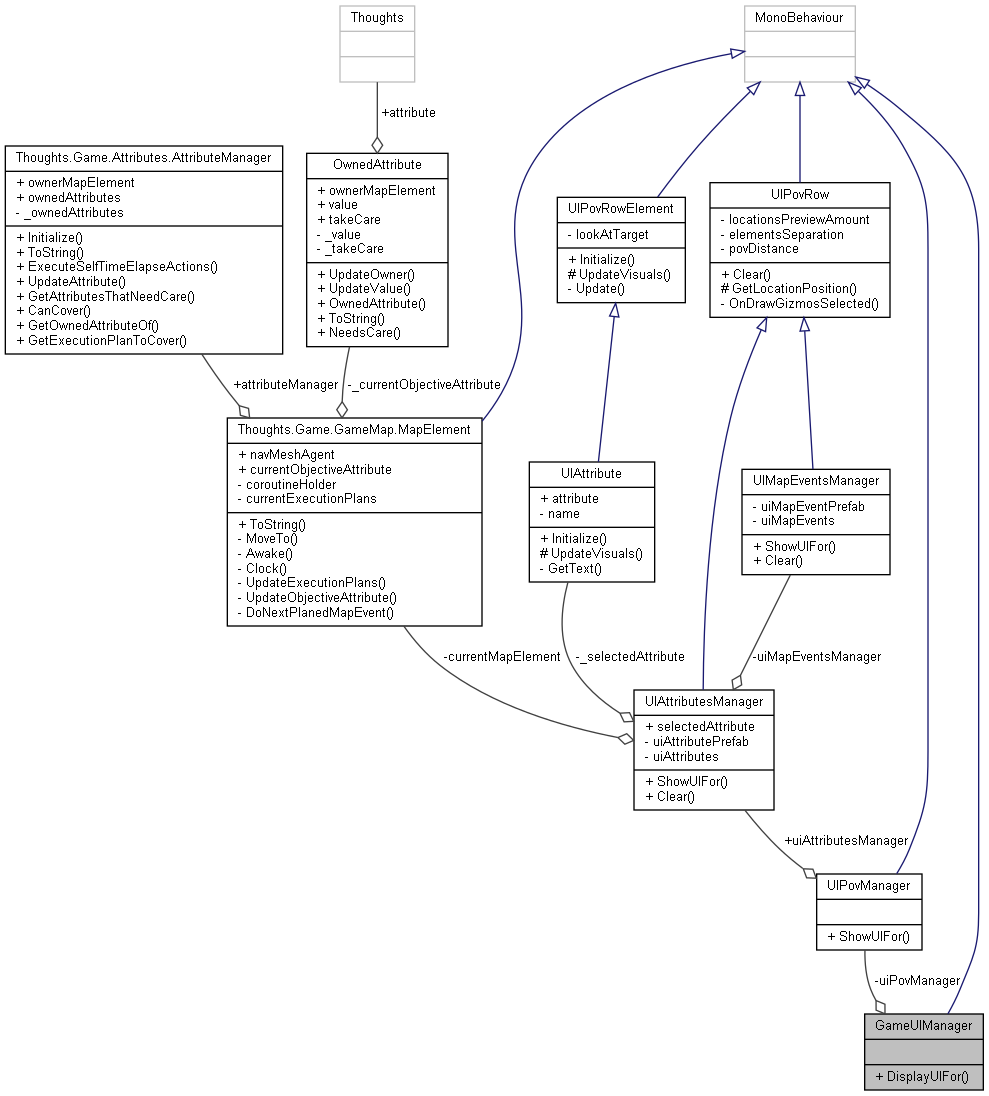 Thoughts
MonoBehaviour
+attribute
Thoughts.Game.Attributes.AttributeManager
+ ownerMapElement
+ ownedAttributes
- _ownedAttributes
+ Initialize()
+ ToString()
+ ExecuteSelfTimeElapseActions()
+ UpdateAttribute()
+ GetAttributesThatNeedCare()
+ CanCover()
+ GetOwnedAttributeOf()
+ GetExecutionPlanToCover()
OwnedAttribute
+ ownerMapElement
+ value
+ takeCare
- _value
- _takeCare
+ UpdateOwner()
+ UpdateValue()
+ OwnedAttribute()
+ ToString()
+ NeedsCare()
UIPovRowElement
- lookAtTarget
+ Initialize()
# UpdateVisuals()
- Update()
UIPovRow
- locationsPreviewAmount
- elementsSeparation
- povDistance
+ Clear()
# GetLocationPosition()
- OnDrawGizmosSelected()
+attributeManager
-_currentObjectiveAttribute
Thoughts.Game.GameMap.MapElement
+ navMeshAgent
+ currentObjectiveAttribute
- coroutineHolder
- currentExecutionPlans
+ ToString()
- MoveTo()
- Awake()
- Clock()
- UpdateExecutionPlans()
- UpdateObjectiveAttribute()
- DoNextPlanedMapEvent()
UIAttribute
+ attribute
- name
+ Initialize()
# UpdateVisuals()
- GetText()
UIMapEventsManager
- uiMapEventPrefab
- uiMapEvents
+ ShowUIFor()
+ Clear()
-currentMapElement
-_selectedAttribute
-uiMapEventsManager
UIAttributesManager
+ selectedAttribute
- uiAttributePrefab
- uiAttributes
+ ShowUIFor()
+ Clear()
+uiAttributesManager
UIPovManager
+ ShowUIFor()
-uiPovManager
GameUIManager
+ DisplayUIFor()